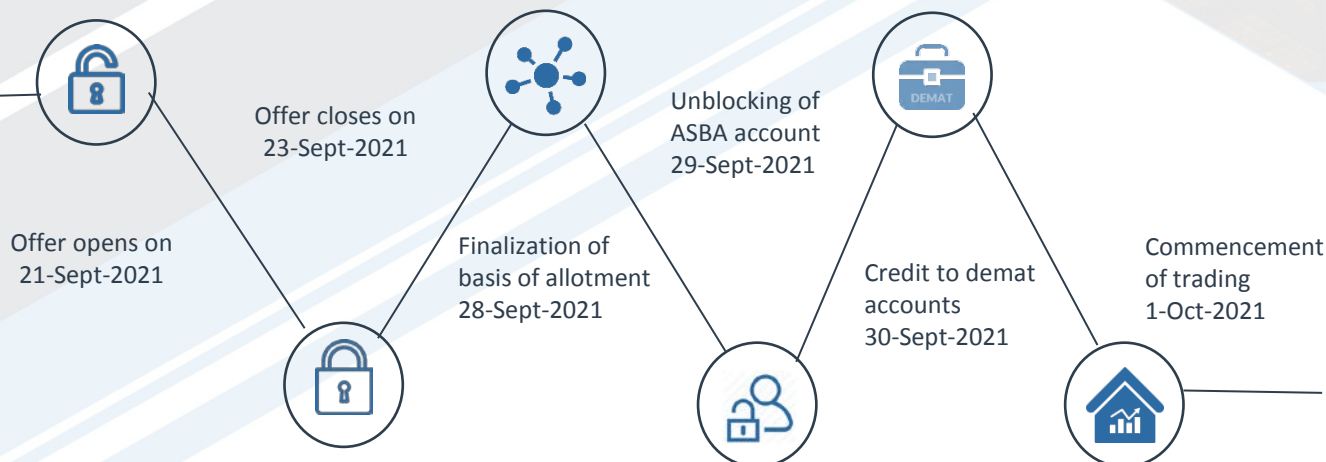 Offer opens on
21-Sept-2021
Offer closes on
23-Sept-2021
Finalization of
basis of allotment
28-Sept-2021
Unblocking of
ASBA account
29-Sept-2021
DEMAT
Credit to demat
accounts
30-Sept-2021
Commencement
of trading
1-Oct-2021